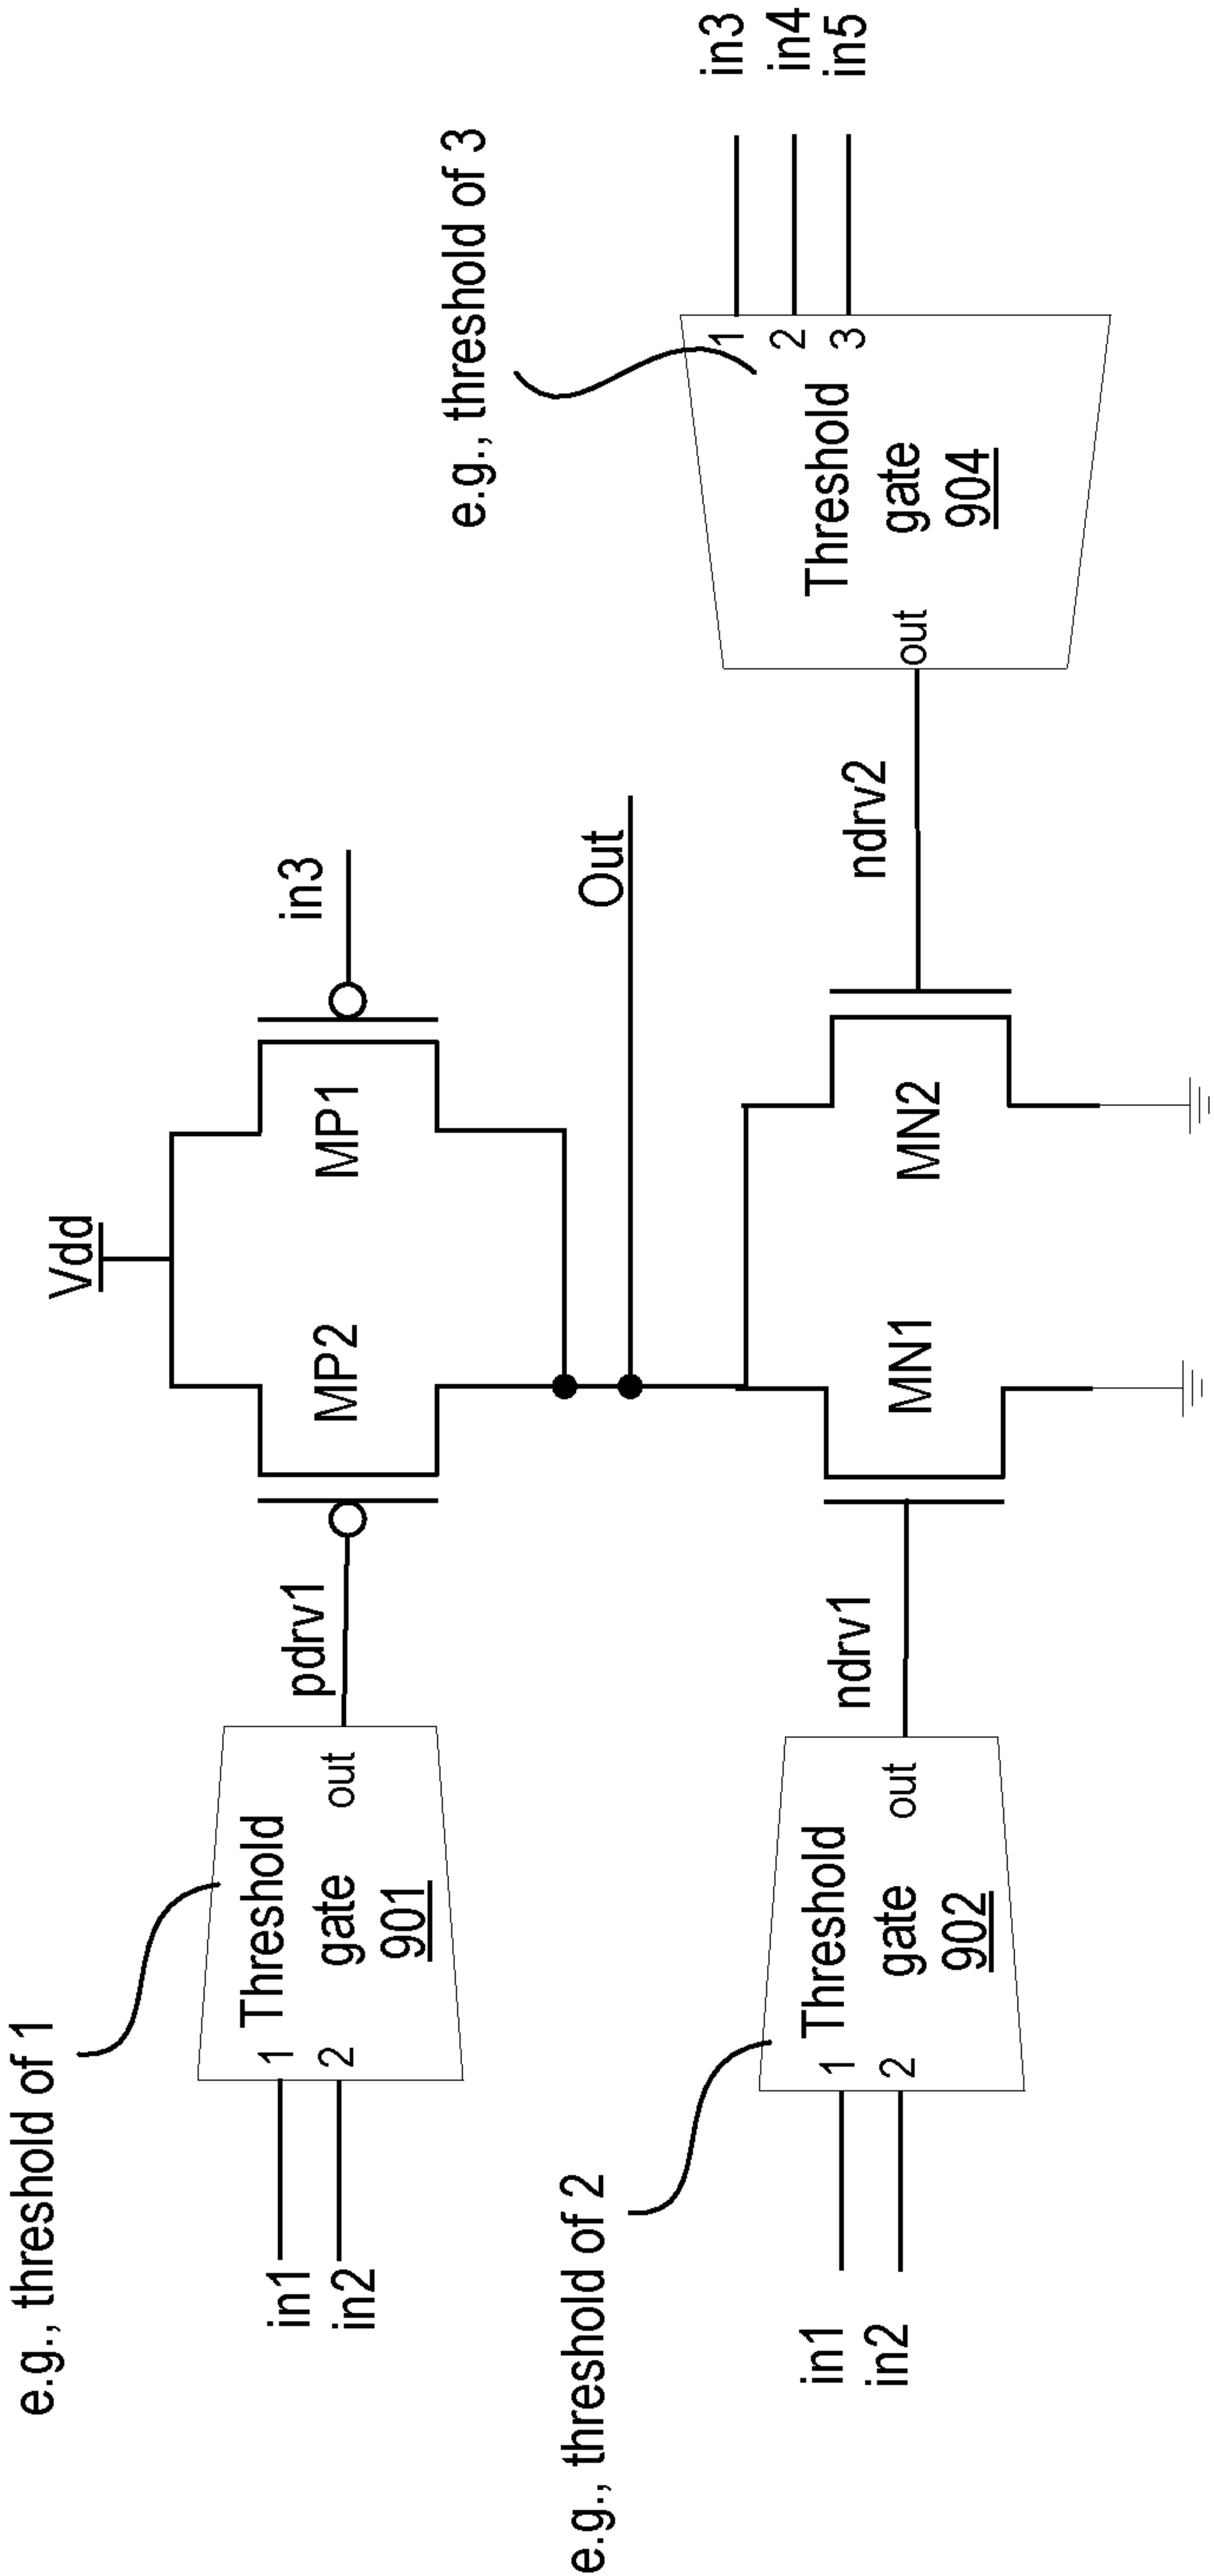 e.g., threshold of 1
in1
in2
1
2
Threshold
gate
901
out
pdrv1
Vdd
MP2
MP1
in3
Out
e.g., threshold of 2
in1
in2
1
2
Threshold
gate
902
out
ndrv1
MN1
MN2
ndrv2
out
Threshold
gate
904
1
2
3
e.g., threshold of 3
in3
in4
in5